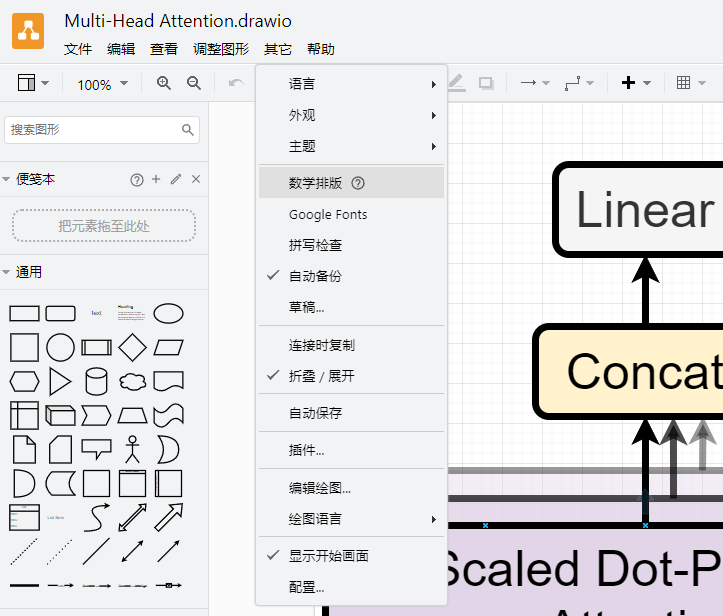 Multi-Head Attention.drawio
文件 编辑 查看 调整图形 其它 帮助
100%
搜索图形
便笺本
把元素拖至此处
通用
Text
Heading
List Item
语言
外观
主题
数学排版
Google Fonts
拼写检查
自动备份
草稿...
连接时复制
折叠 / 展开
自动保存
插件...
编辑绘图...
绘图语言
显示开始画面
配置...
Linear
Concat
Scaled Dot-P